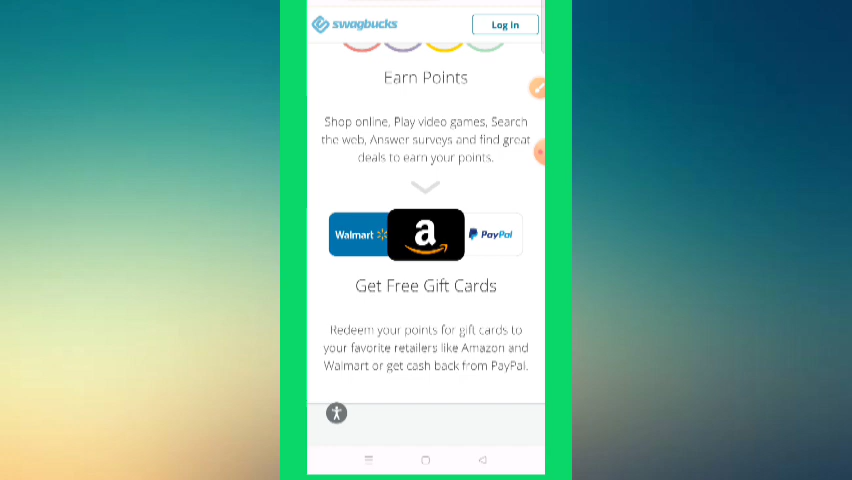 swagbucks
Log In
Earn Points
Shop online, Play video games, Search
the web, Answer surveys and find great
deals to earn your points.
Walmart
a
PayPal
Get Free Gift Cards
Redeem your points for gift cards to
your favorite retailers like Amazon and
Walmart or get cash back from PayPal.